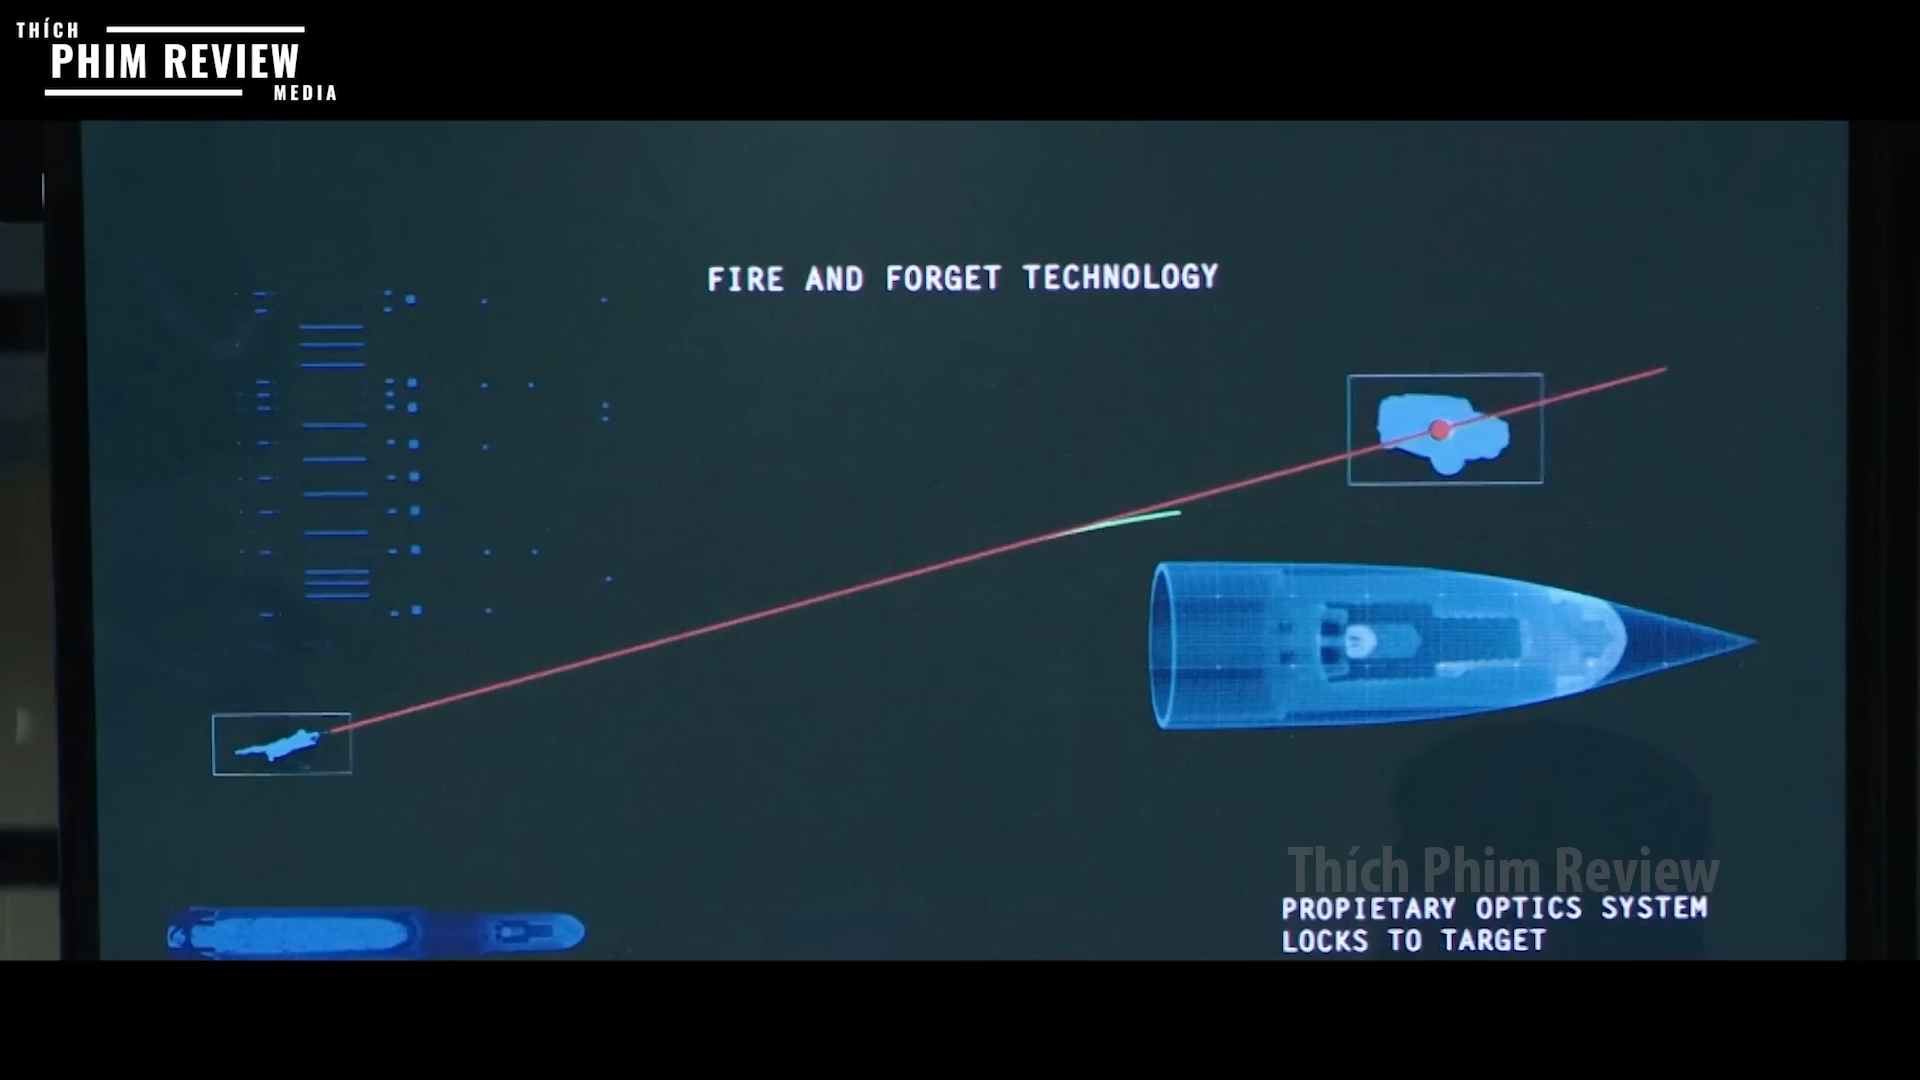 THÍCH
PHIM REVIEW
MEDIA
FIRE AND FORGET TECHNOLOGY
Thích Phim Review
PROPIETARY OPTICS SYSTEM
LOCKS TO TARGET